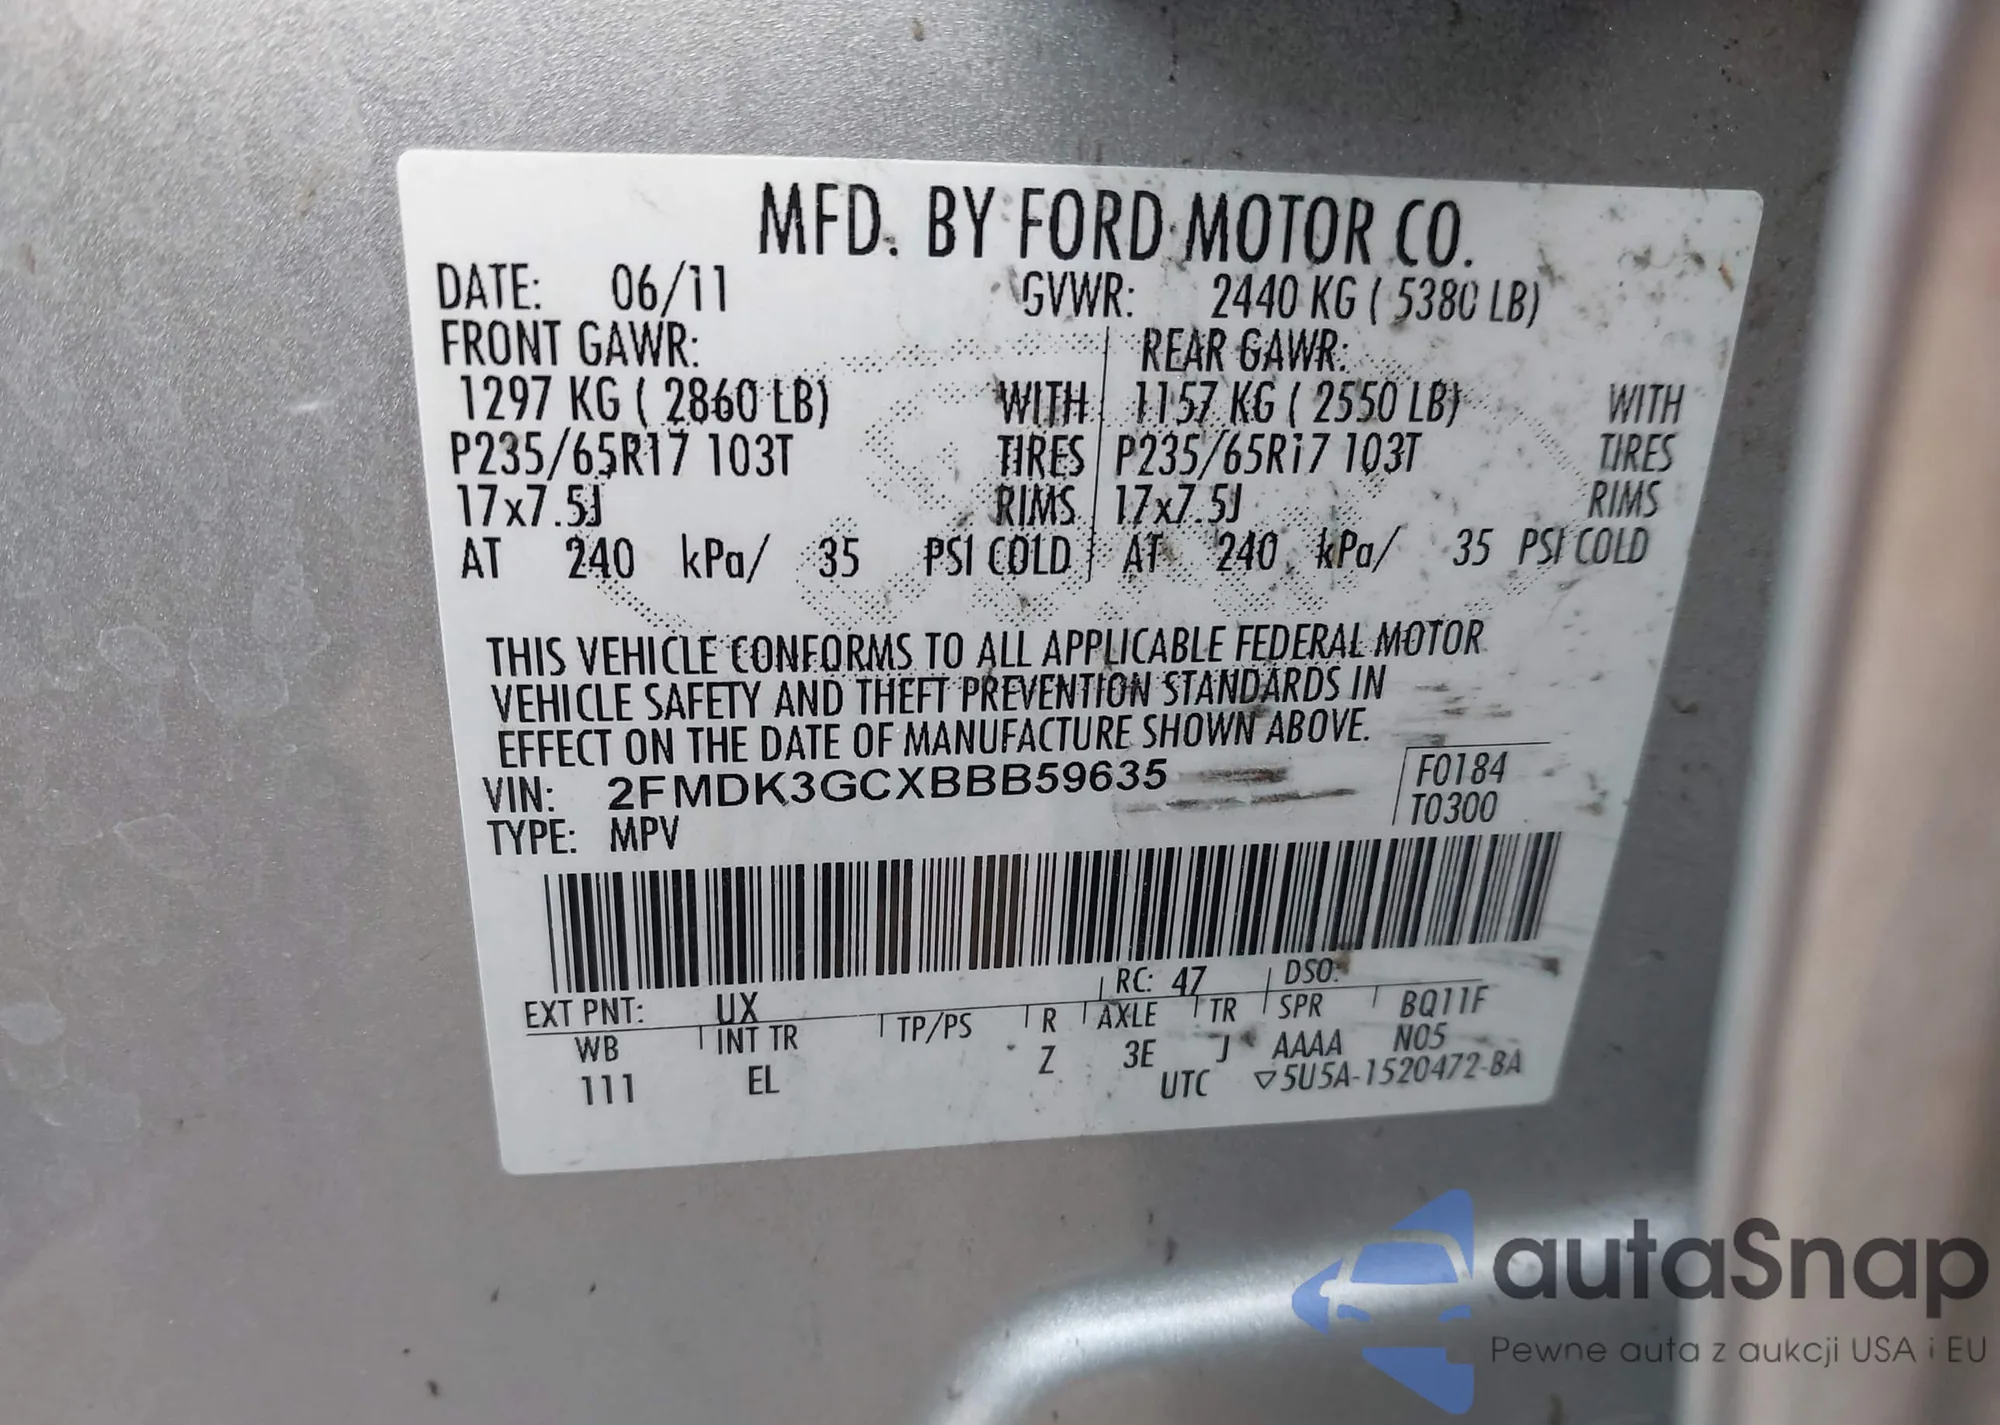 MFD. BY FORD MOTOR CO.
DATE: 06/11 GVWR: 2440 KG ( 5380 LB)
FRONT GAWR: REAR GAWR:
1297 KG ( 2860 LB) WITH 1157 KG ( 2550 LB) WITH
P235/65R17 103T TIRES P235/65R17 103T TIRES
17x7.5J RIMS 17x7.5J RIMS
AT 240 kPa/ 35 PSI COLD AT 240 kPa/ 35 PSI COLD
THIS VEHICLE CONFORMS TO ALL APPLICABLE FEDERAL MOTOR
VEHICLE SAFETY AND THEFT PREVENTION STANDARDS IN
EFFECT ON THE DATE OF MANUFACTURE SHOWN ABOVE.
VIN: 2FMDK3GCXBBB59635 F0184
TYPE: MPV T0300
EXT PNT: UX RC: 47 DSO:
WB INT TR TP/PS R AXLE TR SPR BQ11F
111 EL Z 3E J AAAA N05
UTC ▽5U5A-1520472-BA
autaSnap
Pewne auta z aukcji USA i EU